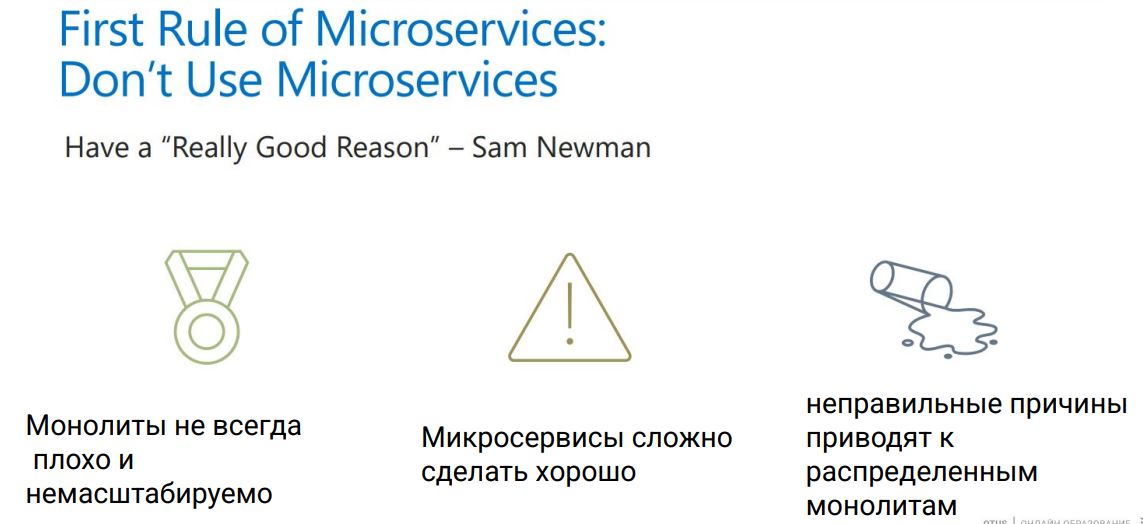 First Rule of Microservices:
Don't Use Microservices
Have a “Really Good Reason” – Sam Newman
Монолиты не всегда
плохо и
немасштабируемо
Микросервисы сложно
сделать хорошо
неправильные причины
приводят к
распределенным
монолитам
OTUS | ОНЛАЙН ОБРАЗОВАНИЕ